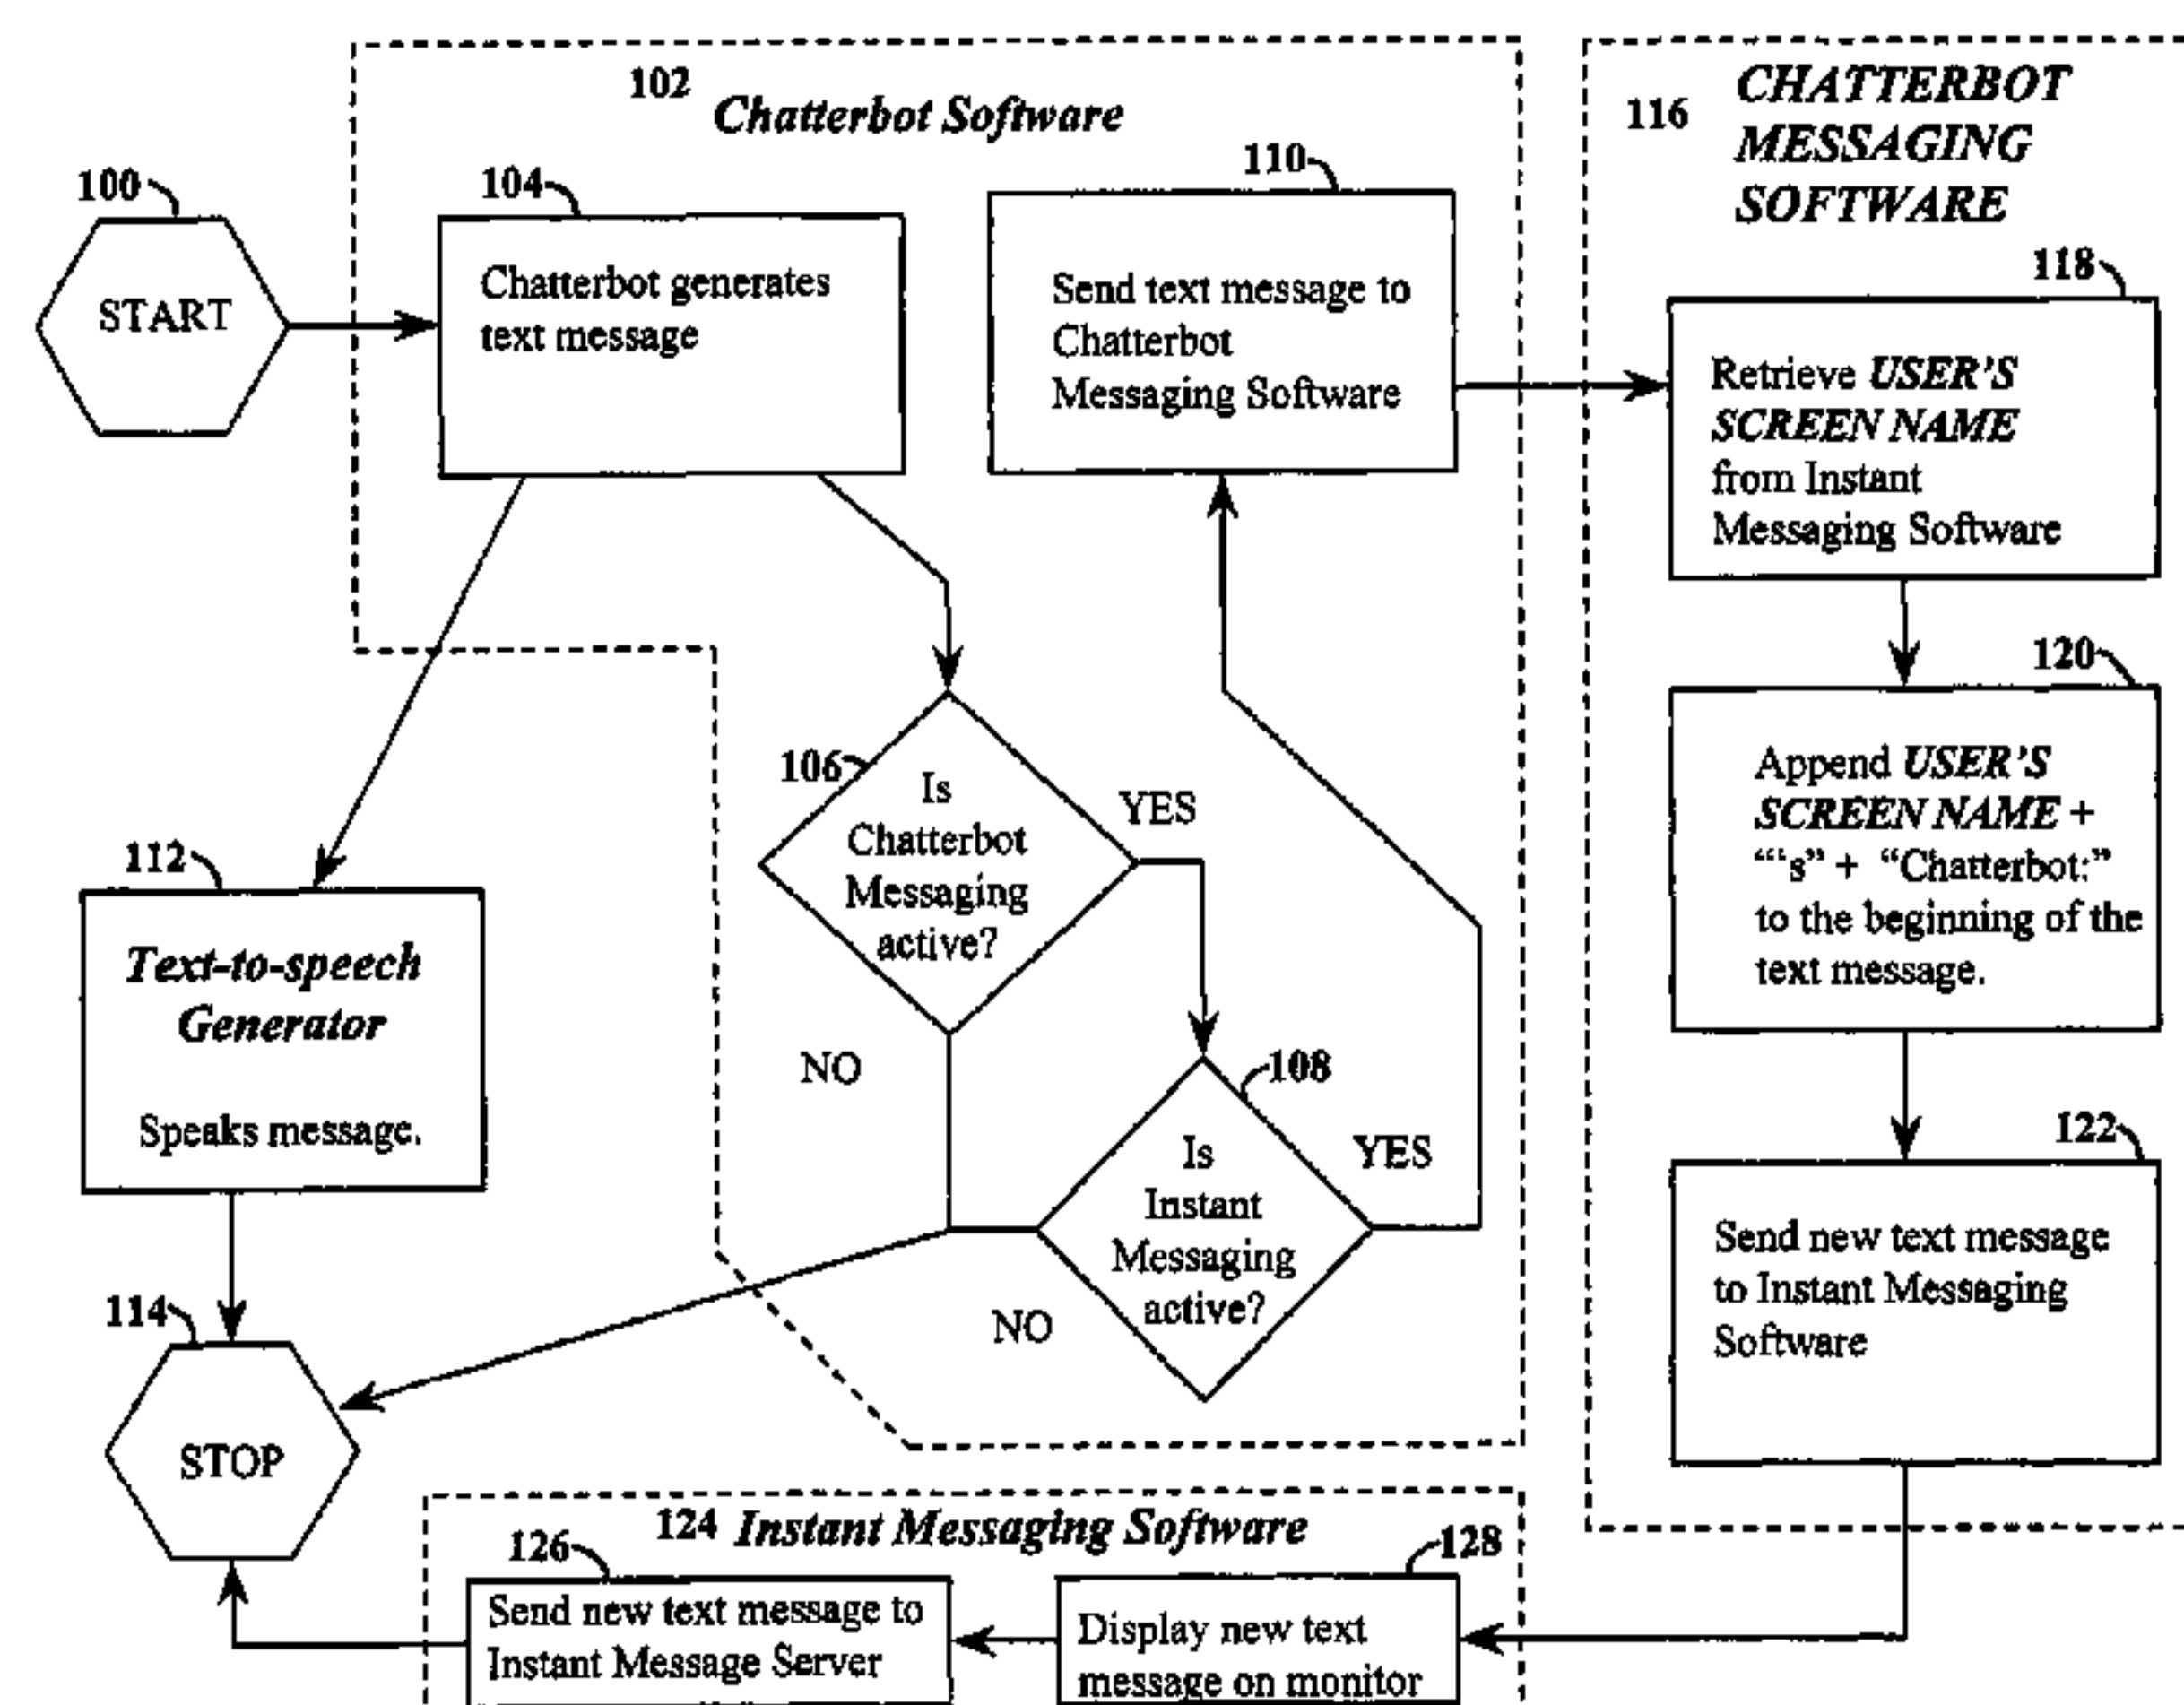 102
Chatterbot Software
116
CHATTERBOT
MESSAGING
SOFTWARE
100
START
104
Chatterbot generates
text message
110
Send text message to
Chatterbot
Messaging Software
118
Retrieve USER'S
SCREEN NAME
from Instant
Messaging Software
120
Append USER'S
SCREEN NAME +
“‘s” + “Chatterbot:”
to the beginning of the
text message.
106
Is
Chatterbot
Messaging
active?
YES
NO
112
Text-to-speech
Generator
Speaks message.
108
Is
Instant
Messaging
active?
YES
NO
122
Send new text message
to Instant Messaging
Software
114
STOP
124 Instant Messaging Software
126
Send new text message to
Instant Message Server
128
Display new text
message on monitor